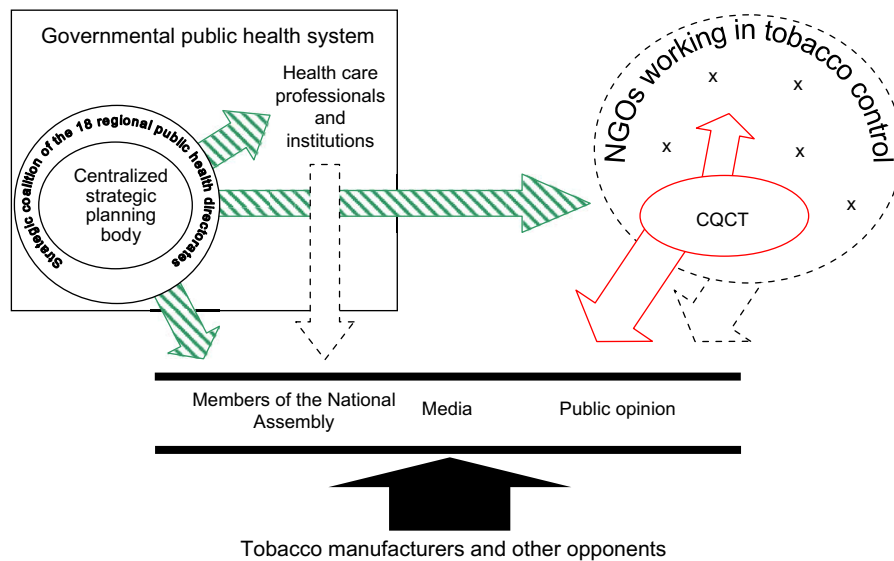 Governmental public health system
Health care
professionals
and
institutions
Strategic coalition of the 18 regional public health directorates
Centralized
strategic
planning
body
NGOs working in tobacco control
x
x
x
x
x
CQCT
Members of the National
Assembly
Media
Public opinion
Tobacco manufacturers and other opponents